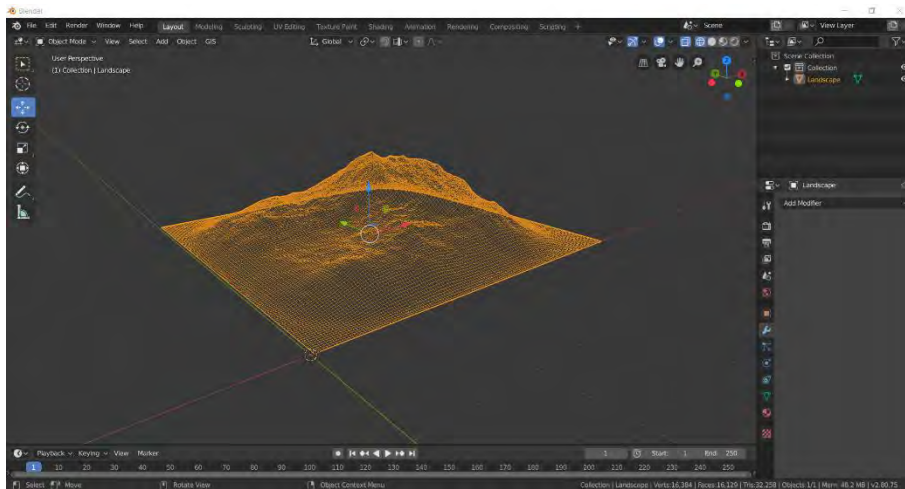 Blender
File Edit Render Window Help Layout Modeling Sculpting UV Editing Texture Paint Shading Animation Rendering Compositing Scripting + Scene View Layer
Object Mode View Select Add Object GIS Global
User Perspective
(1) Collection | Landscape
Scene Collection
Collection
Landscape
Landscape
Add Modifier
Playback Keying View Marker 1 Start: 1 End: 250
1 10 20 30 40 50 60 70 80 90 100 110 120 130 140 150 160 170 180 190 200 210 220 230 240 250
Select Move Rotate View Object Context Menu Collection | Landscape | Verts:16,384 | Faces:16,129 | Tris:32,258 | Objects:1/1 | Mem: 48.2 MB | v2.80.75